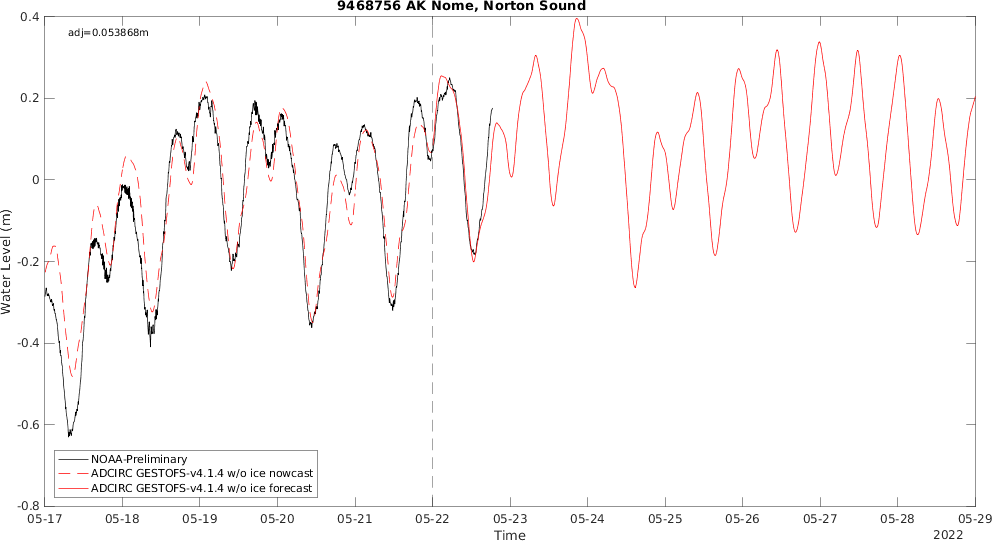 9468756 AK Nome, Norton Sound
adj=0.053868m
0.4
0.2
0
-0.2
-0.4
-0.6
-0.8
Water Level (m)
NOAA-Preliminary
ADCIRC GESTOFS-v4.1.4 w/o ice nowcast
ADCIRC GESTOFS-v4.1.4 w/o ice forecast
05-17 05-18 05-19 05-20 05-21 05-22 05-23 05-24 05-25 05-26 05-27 05-28 05-29
Time
2022